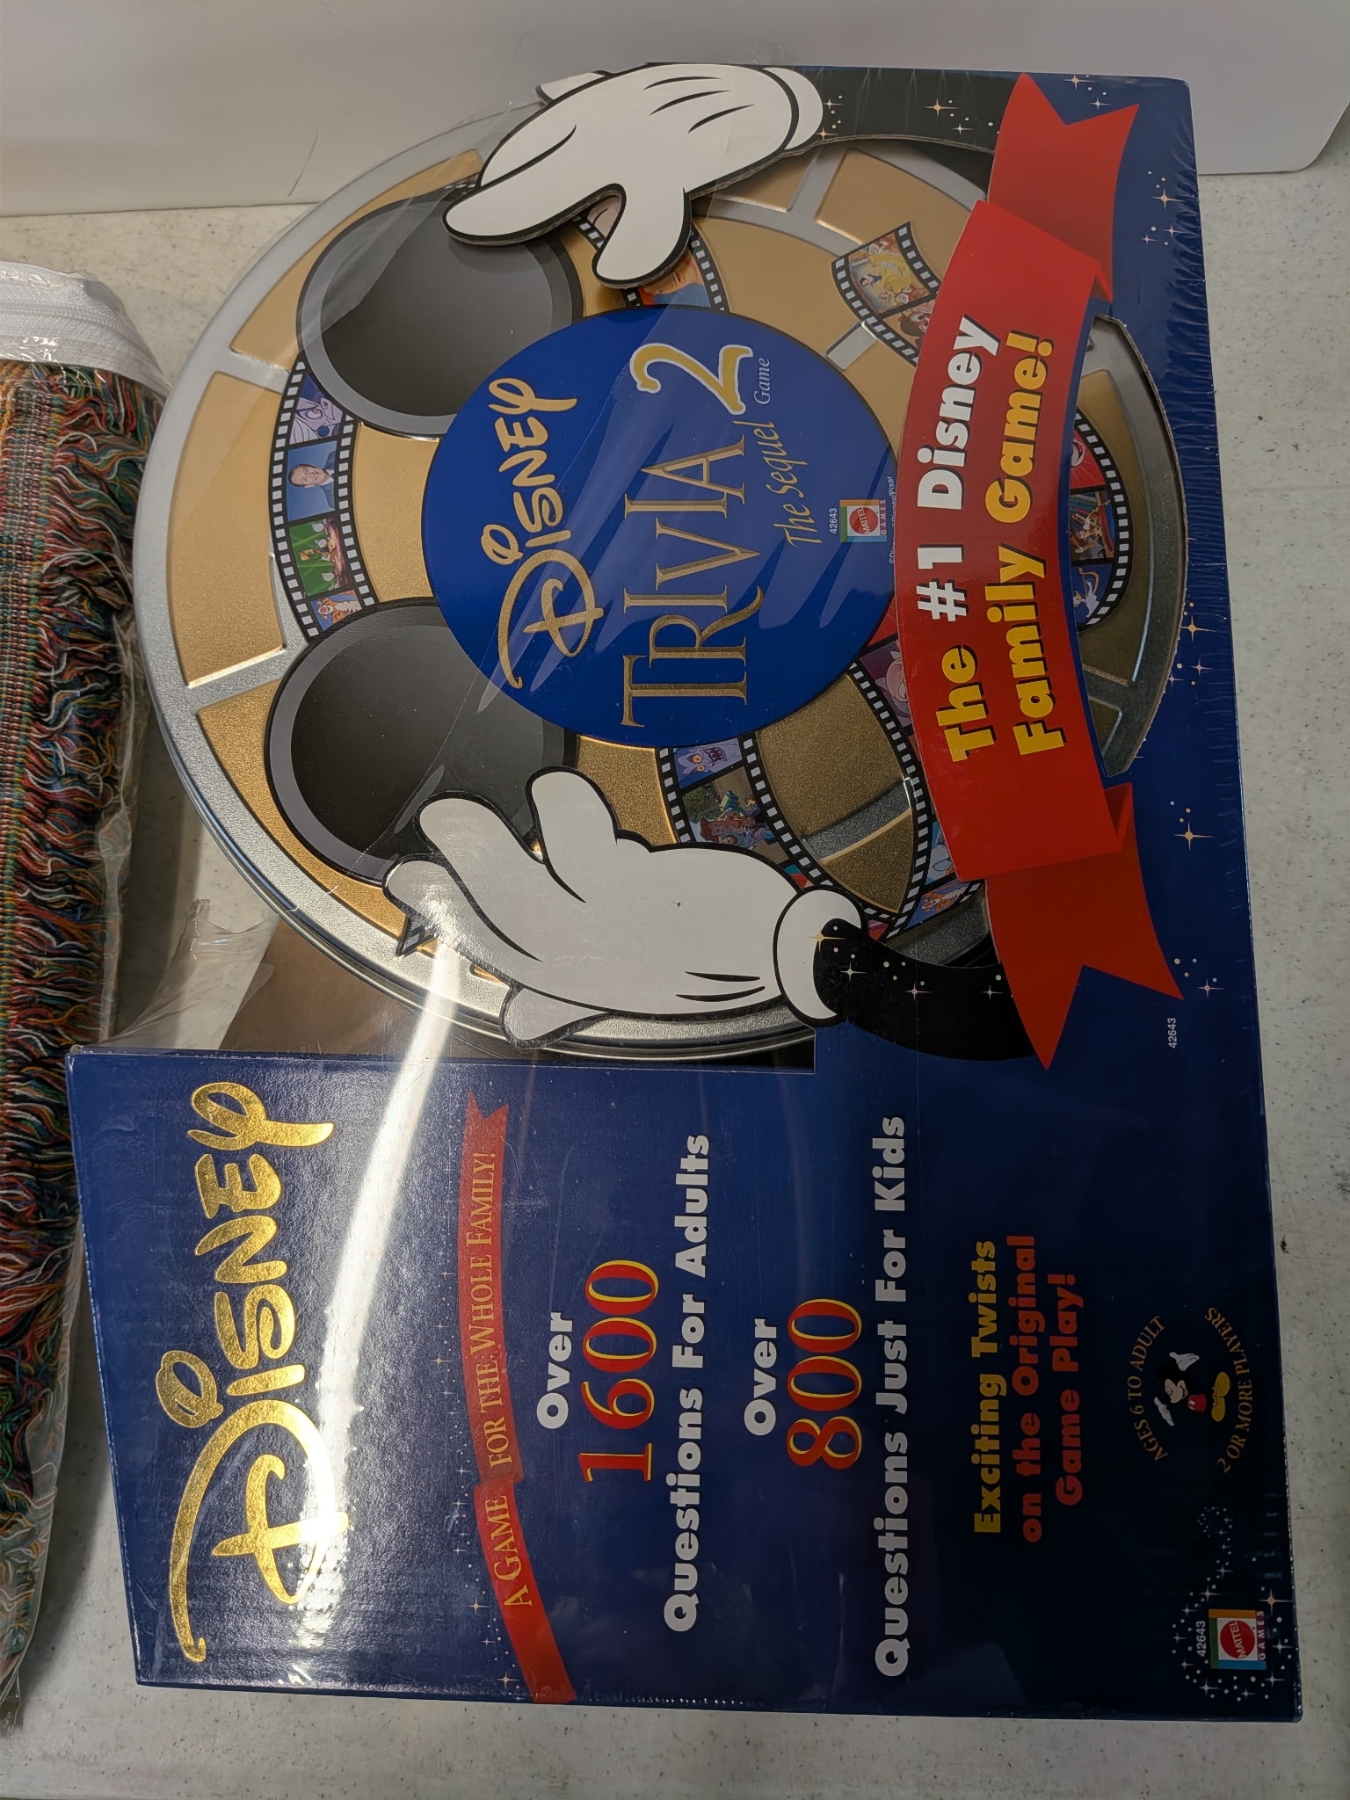 Disney
TRIVIA 2
The Sequel Game
42643
MATTEL
GAMES
The #1 Disney
Family Game!
42643
Disney
A GAME FOR THE WHOLE FAMILY!
Over
1600
Questions For Adults
Over
800
Questions Just For Kids
Exciting Twists
on the Original
Game Play!
AGES 6 TO ADULT
2 OR MORE PLAYERS
42643
MATTEL
GAMES